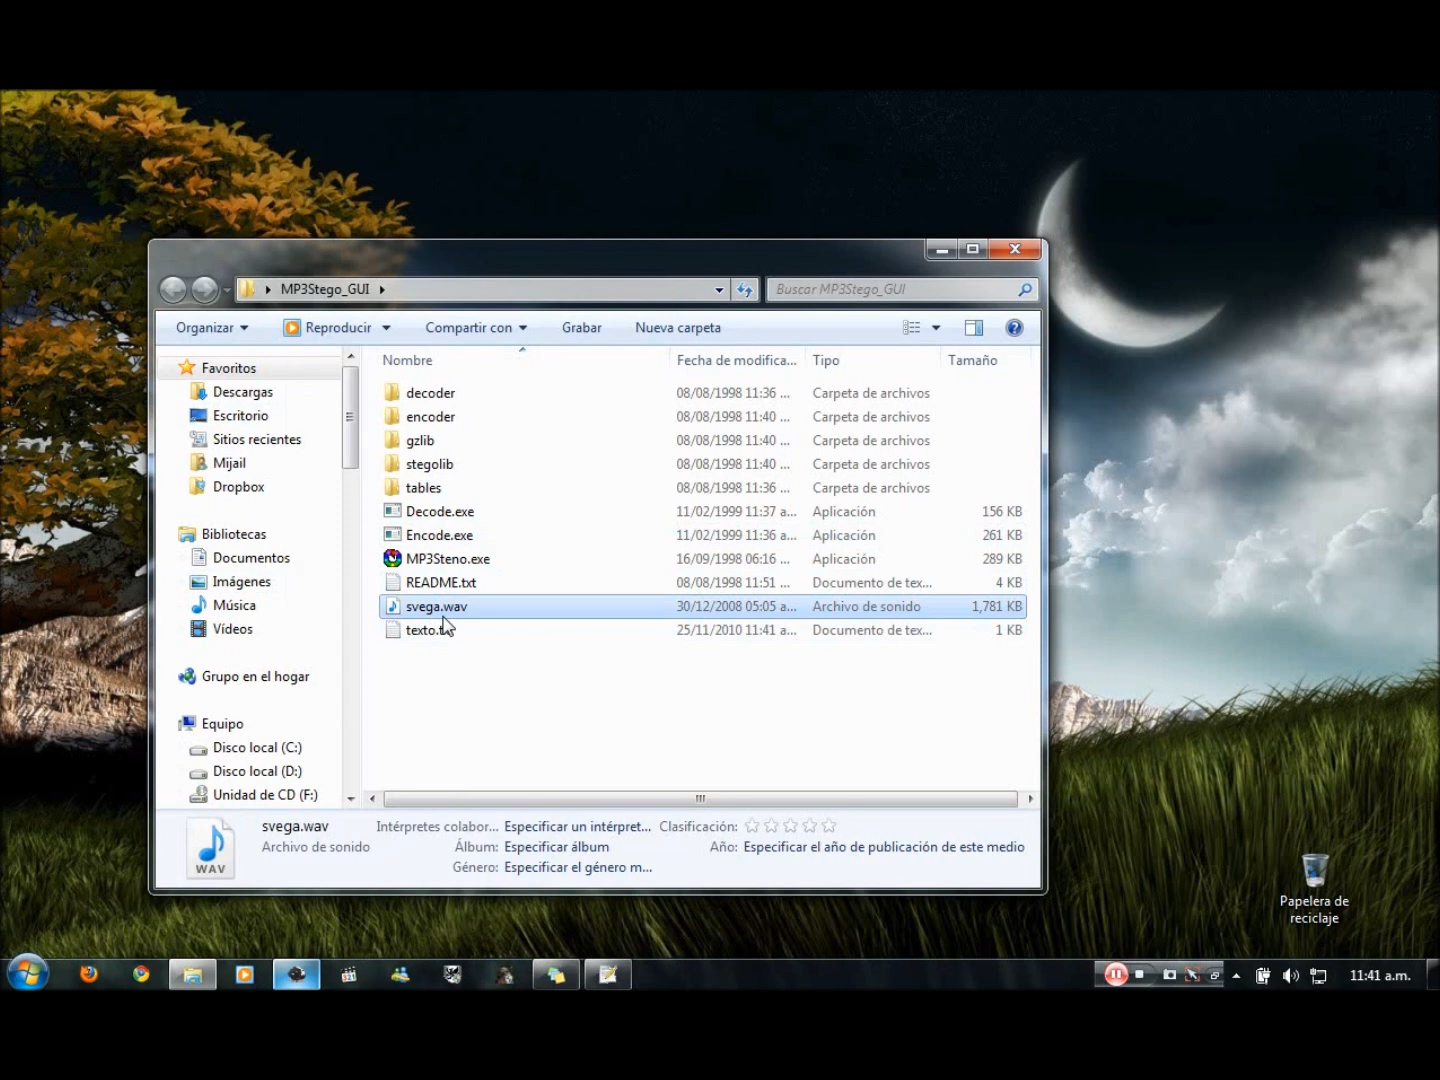 MP3Stego_GUI
Buscar MP3Stego_GUI
Organizar Reproducir Compartir con Grabar Nueva carpeta
Nombre Fecha de modifica... Tipo Tamaño
Favoritos
Descargas
Escritorio
Sitios recientes
Mijail
Dropbox
Bibliotecas
Documentos
Imágenes
Música
Vídeos
Grupo en el hogar
Equipo
Disco local (C:)
Disco local (D:)
Unidad de CD (F:)
decoder 08/08/1998 11:36 ... Carpeta de archivos
encoder 08/08/1998 11:40 ... Carpeta de archivos
gzlib 08/08/1998 11:40 ... Carpeta de archivos
stegolib 08/08/1998 11:40 ... Carpeta de archivos
tables 08/08/1998 11:36 ... Carpeta de archivos
Decode.exe 11/02/1999 11:37 a... Aplicación 156 KB
Encode.exe 11/02/1999 11:36 a... Aplicación 261 KB
MP3Steno.exe 16/09/1998 06:16 ... Aplicación 289 KB
README.txt 08/08/1998 11:51 ... Documento de tex... 4 KB
svega.wav 30/12/2008 05:05 a... Archivo de sonido 1,781 KB
25/11/2010 11:41 a... Documento de tex... 1 KB
WAV
svega.wav
Archivo de sonido
Intérpretes colabor... Especificar un intérpret... Clasificación:
Álbum: Especificar álbum Año: Especificar el año de publicación de este medio
Género: Especificar el género m...
Papelera de
reciclaje
11:41 a.m.